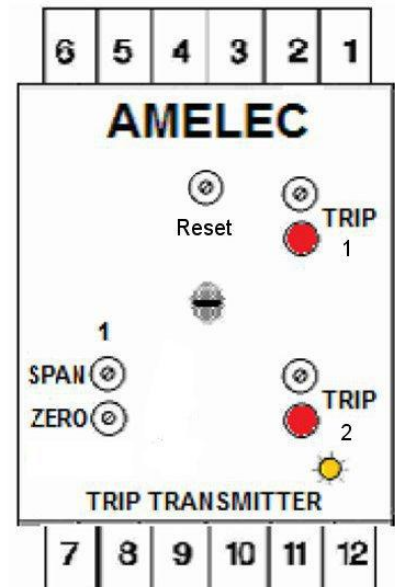 6 5 4 3 2 1
AMELEC
Reset
TRIP
1
1
SPAN
ZERO
TRIP
2
TRIP TRANSMITTER
7 8 9 10 11 12